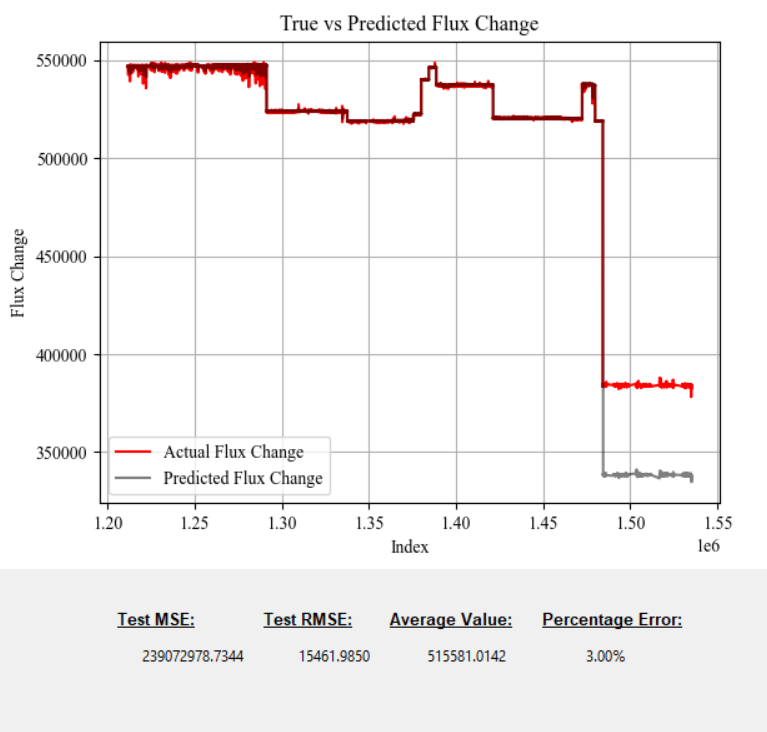 True vs Predicted Flux Change
550000
500000
450000
400000
350000
Flux Change
Actual Flux Change
Predicted Flux Change
1.20 1.25 1.30 1.35 1.40 1.45 1.50 1.55
Index 1e6
Test MSE: Test RMSE: Average Value: Percentage Error:
239072978.7344 15461.9850 515581.0142 3.00%